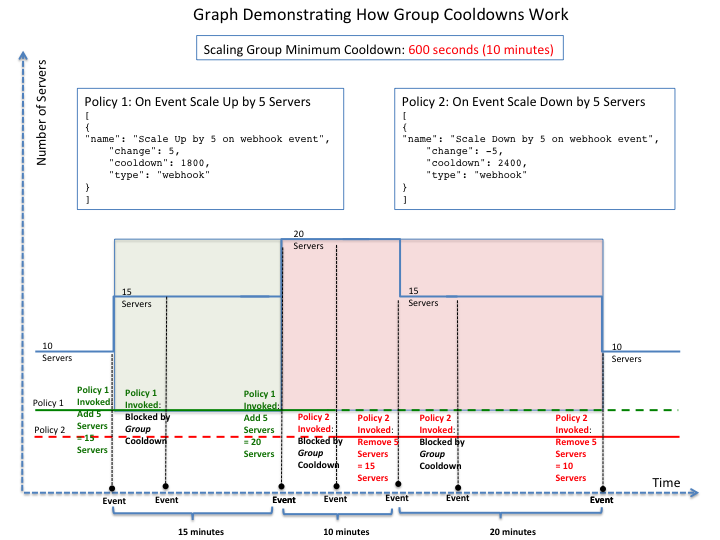 Graph Demonstrating How Group Cooldowns Work
Scaling Group Minimum Cooldown: 600 seconds (10 minutes)
Number of Servers
Policy 1: On Event Scale Up by 5 Servers
[
{
"name": "Scale Up by 5 on webhook event",
"change": 5,
"cooldown": 1800,
"type": "webhook"
}
]
Policy 2: On Event Scale Down by 5 Servers
[
{
"name": "Scale Down by 5 on webhook event",
"change": -5,
"cooldown": 2400,
"type": "webhook"
}
]
10
Servers
15
Servers
20
Servers
15
Servers
10
Servers
Policy 1
Policy 2
Policy 1
Invoked:
Add 5
Servers
= 15
Servers
Policy 1
Invoked:
Blocked by
Group
Cooldown
Policy 1
Invoked:
Add 5
Servers
= 20
Servers
Policy 2
Invoked:
Blocked by
Group
Cooldown
Policy 2
Invoked:
Remove 5
Servers
= 15
Servers
Policy 2
Invoked:
Blocked by
Group
Cooldown
Policy 2
Invoked:
Remove 5
Servers
= 10
Servers
Time
Event
Event
Event
Event
Event
Event
Event
15 minutes
10 minutes
20 minutes